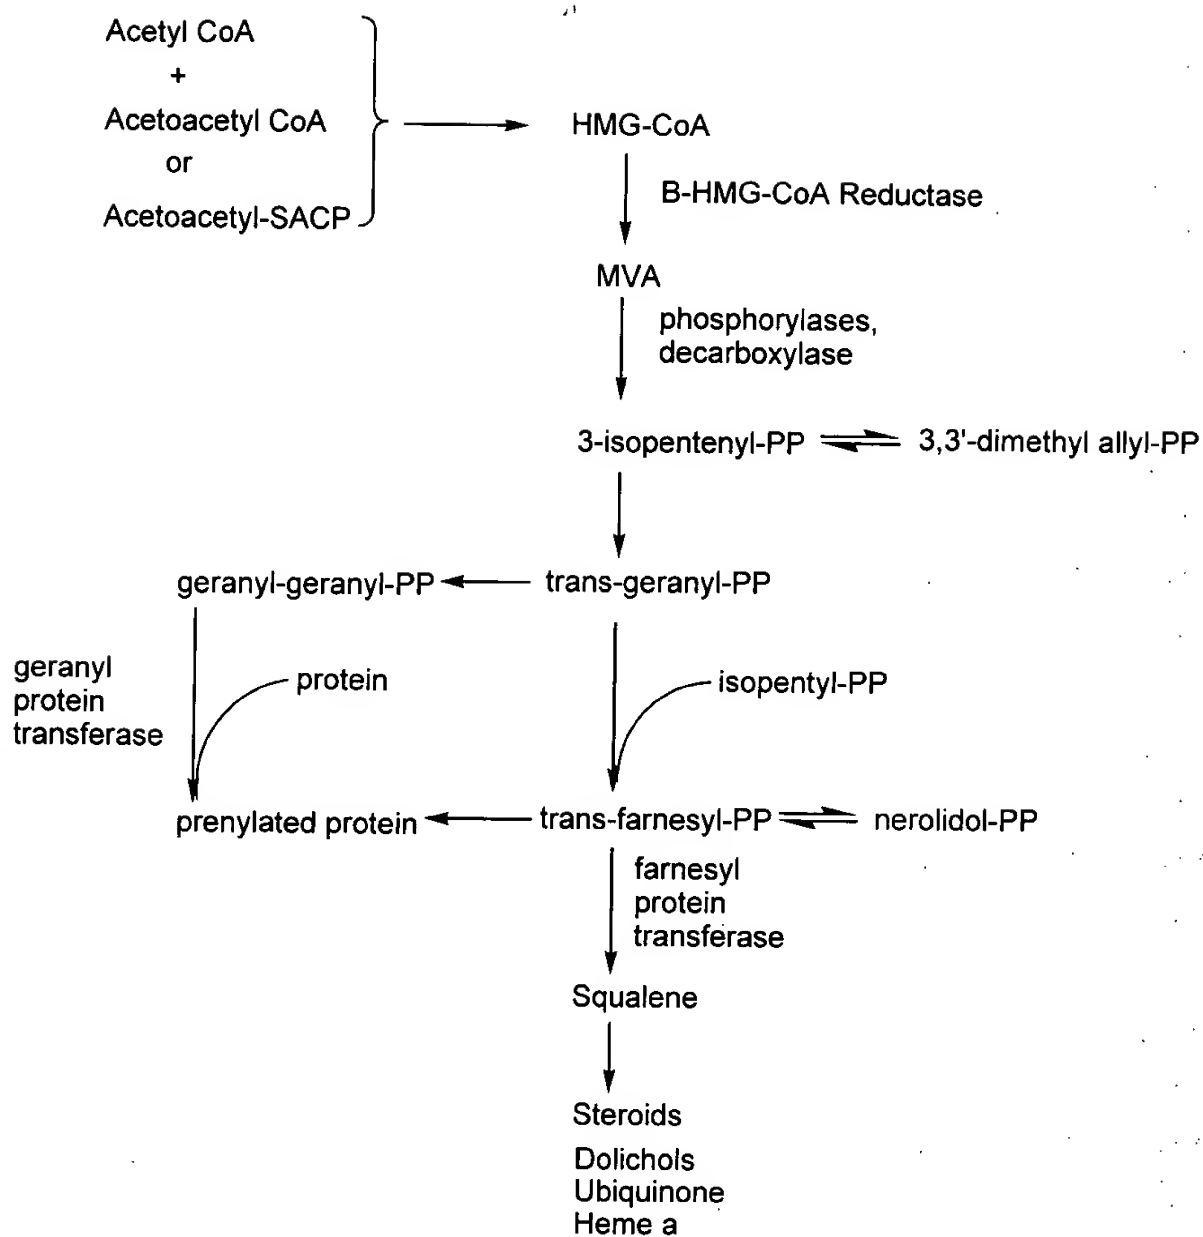 Acetyl CoA
+
Acetoacetyl CoA
or
Acetoacetyl-SACP
HMG-CoA
B-HMG-CoA Reductase
MVA
phosphorylases,
decarboxylase
3-isopentenyl-PP
3,3'-dimethyl allyl-PP
geranyl-geranyl-PP
trans-geranyl-PP
geranyl
protein
transferase
protein
isopentyl-PP
prenylated protein
trans-farnesyl-PP
nerolidol-PP
farnesyl
protein
transferase
Squalene
Steroids
Dolichols
Ubiquinone
Heme a